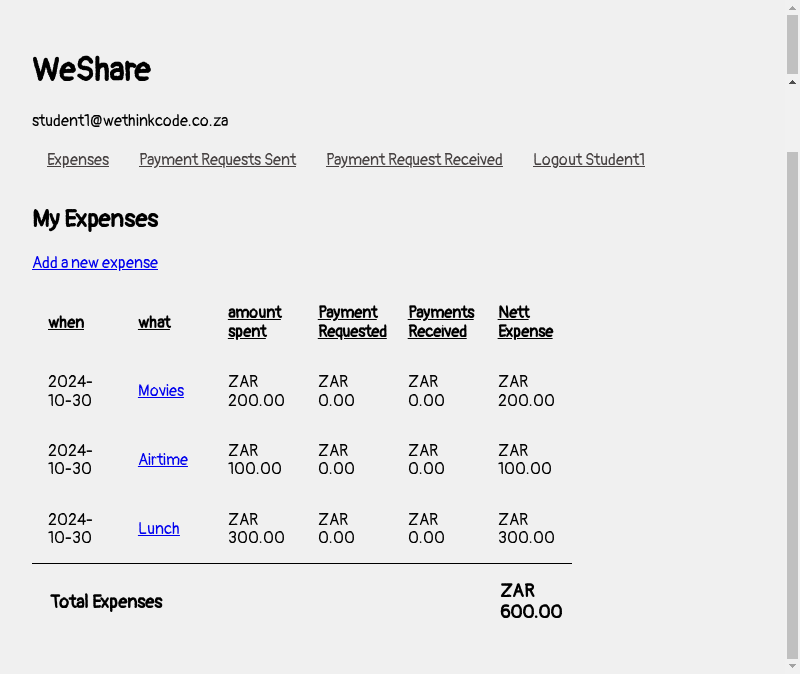 WeShare
student1@wethinkcode.co.za
Expenses Payment Requests Sent Payment Request Received Logout Student1
My Expenses
Add a new expense
when what amount spent Payment Requested Payments Received Nett Expense
2024-10-30 Movies ZAR 200.00 ZAR 0.00 ZAR 0.00 ZAR 200.00
2024-10-30 Airtime ZAR 100.00 ZAR 0.00 ZAR 0.00 ZAR 100.00
2024-10-30 Lunch ZAR 300.00 ZAR 0.00 ZAR 0.00 ZAR 300.00
Total Expenses ZAR 600.00